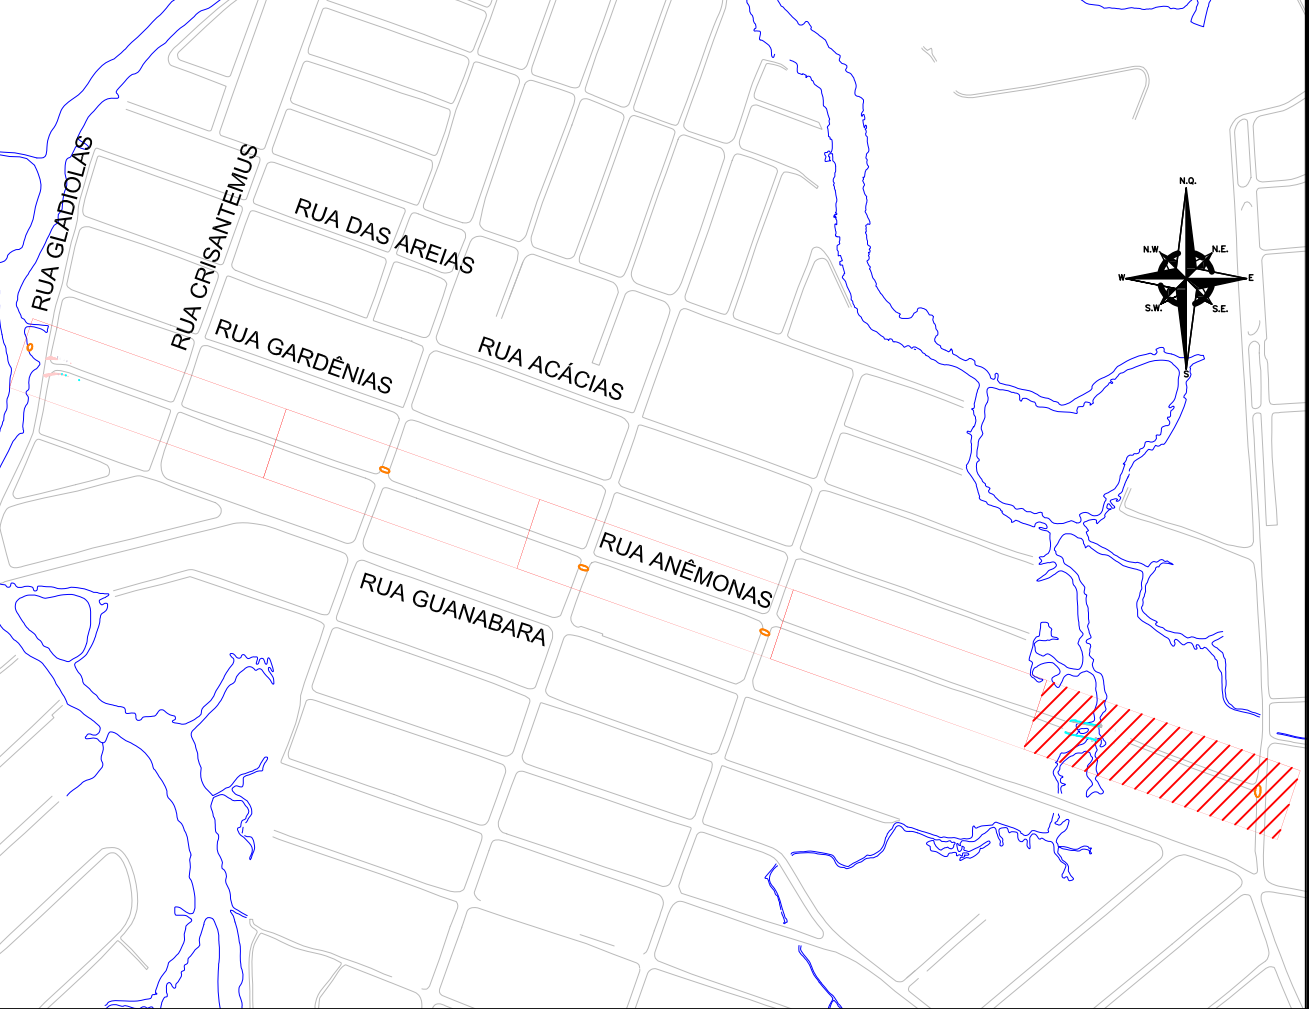 RUA GLADIOLAS
RUA CRISANTEMUS
RUA DAS AREIAS
RUA GARDÊNIAS
RUA ACÁCIAS
RUA ANÊMONAS
RUA GUANABARA
N.Q.
N.W
N.E.
W
E
S.W.
S.E.
S